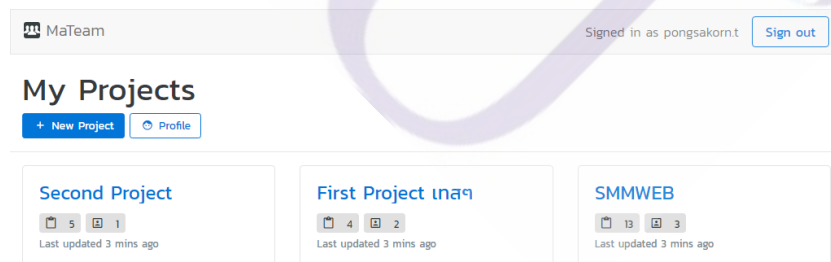 MaTeam
Signed in as pongsakorn.t Sign out
My Projects
+ New Project Profile
Second Project
5 1
Last updated 3 mins ago
First Project เทสๆ
4 2
Last updated 3 mins ago
SMMWEB
13 3
Last updated 3 mins ago